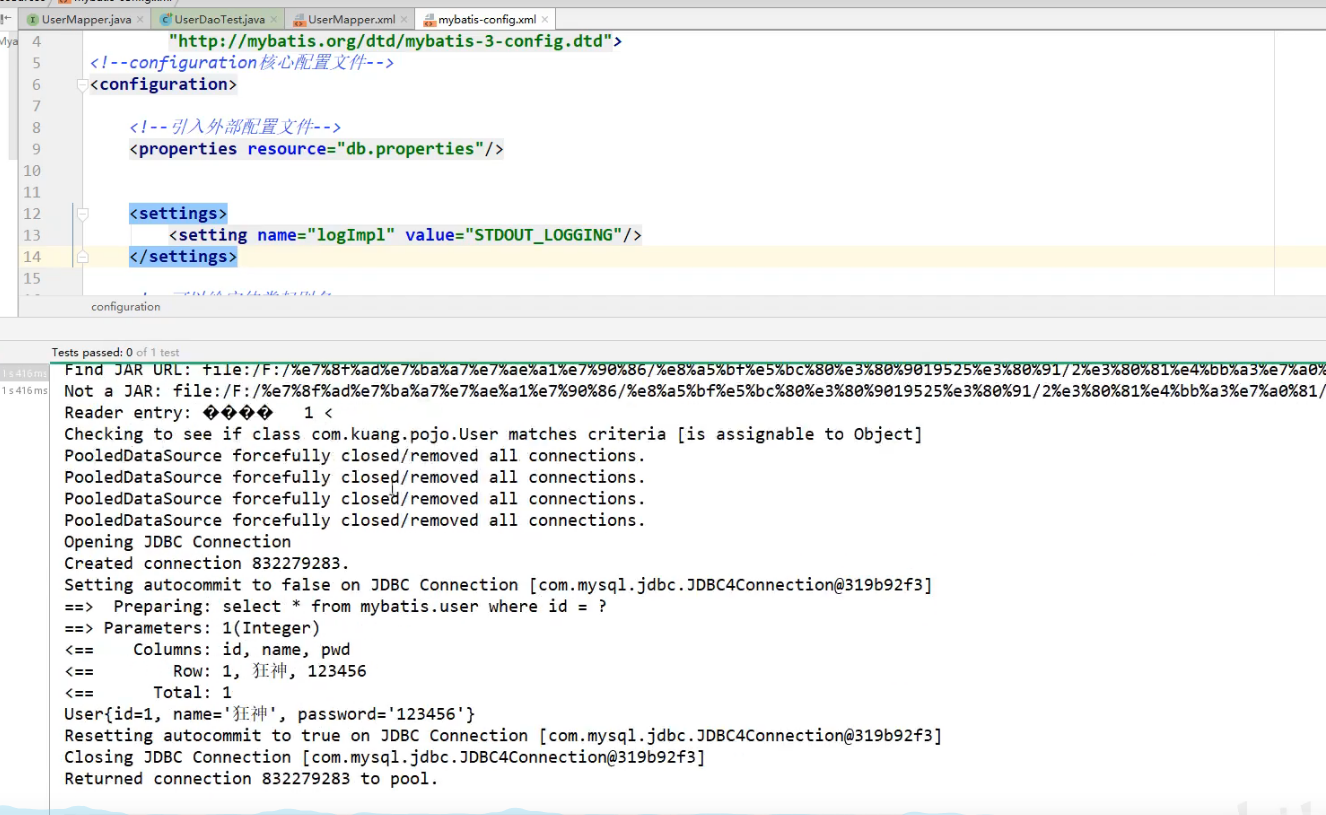 UserMapper.java UserDaoTest.java UserMapper.xml mybatis-config.xml
4 "http://mybatis.org/dtd/mybatis-3-config.dtd">
5 <!--configuration核心配置文件-->
6 <configuration>
7
8 <!--引入外部配置文件-->
9 <properties resource="db.properties"/>
10
11
12 <settings>
13 <setting name="logImpl" value="STDOUT_LOGGING"/>
14 </settings>
15
configuration
Tests passed: 0 of 1 test
1 s 416 ms
1 s 416 ms
Find JAR URL: file:/F:/%e7%8f%ad%e7%ba%a7%e7%ae%a1%e7%90%86/%e8%a5%bf%e5%bc%80%e3%80%9019525%e3%80%91/2%e3%80%81%e4%bb%a3%e7%a0%
Not a JAR: file:/F:/%e7%8f%ad%e7%ba%a7%e7%ae%a1%e7%90%86/%e8%a5%bf%e5%bc%80%e3%80%9019525%e3%80%91/2%e3%80%81%e4%bb%a3%e7%a0%81/
Reader entry: ���� 1 <
Checking to see if class com.kuang.pojo.User matches criteria [is assignable to Object]
PooledDataSource forcefully closed/removed all connections.
PooledDataSource forcefully closed/removed all connections.
PooledDataSource forcefully closed/removed all connections.
PooledDataSource forcefully closed/removed all connections.
Opening JDBC Connection
Created connection 832279283.
Setting autocommit to false on JDBC Connection [com.mysql.jdbc.JDBC4Connection@319b92f3]
==>  Preparing: select * from mybatis.user where id = ?
==> Parameters: 1(Integer)
<==    Columns: id, name, pwd
<==        Row: 1, 狂神, 123456
<==      Total: 1
User{id=1, name='狂神', password='123456'}
Resetting autocommit to true on JDBC Connection [com.mysql.jdbc.JDBC4Connection@319b92f3]
Closing JDBC Connection [com.mysql.jdbc.JDBC4Connection@319b92f3]
Returned connection 832279283 to pool.